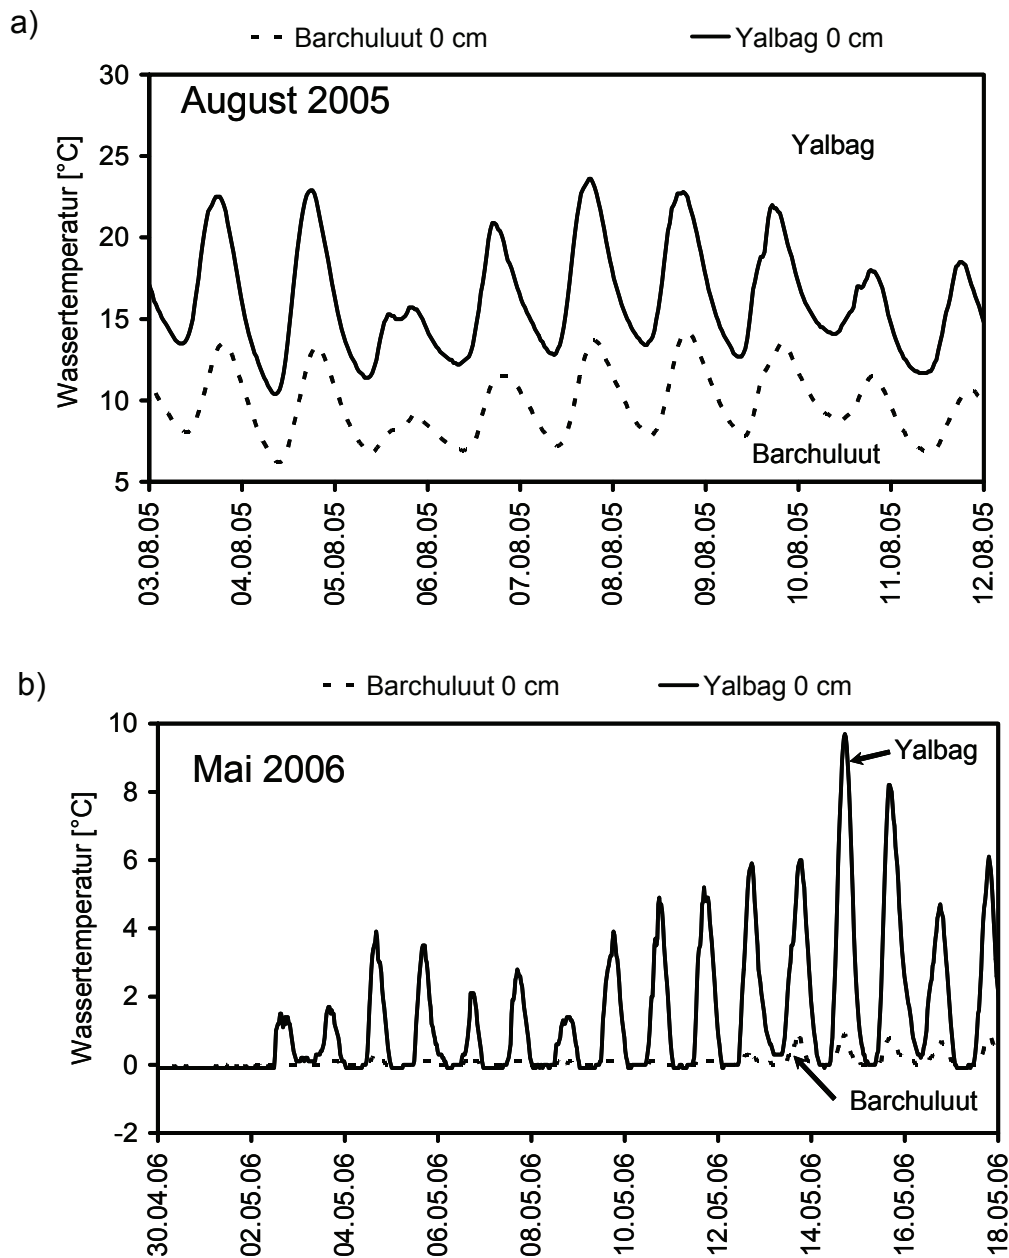 a)
Barchuluut 0 cm Yalbag 0 cm
August 2005
Yalbag
Barchuluut
Wassertemperatur [°C]
30
25
20
15
10
5
03.08.05
04.08.05
05.08.05
06.08.05
07.08.05
08.08.05
09.08.05
10.08.05
11.08.05
12.08.05
b)
Barchuluut 0 cm Yalbag 0 cm
Mai 2006
Yalbag
Barchuluut
Wassertemperatur [°C]
10
8
6
4
2
0
-2
30.04.06
02.05.06
04.05.06
06.05.06
08.05.06
10.05.06
12.05.06
14.05.06
16.05.06
18.05.06